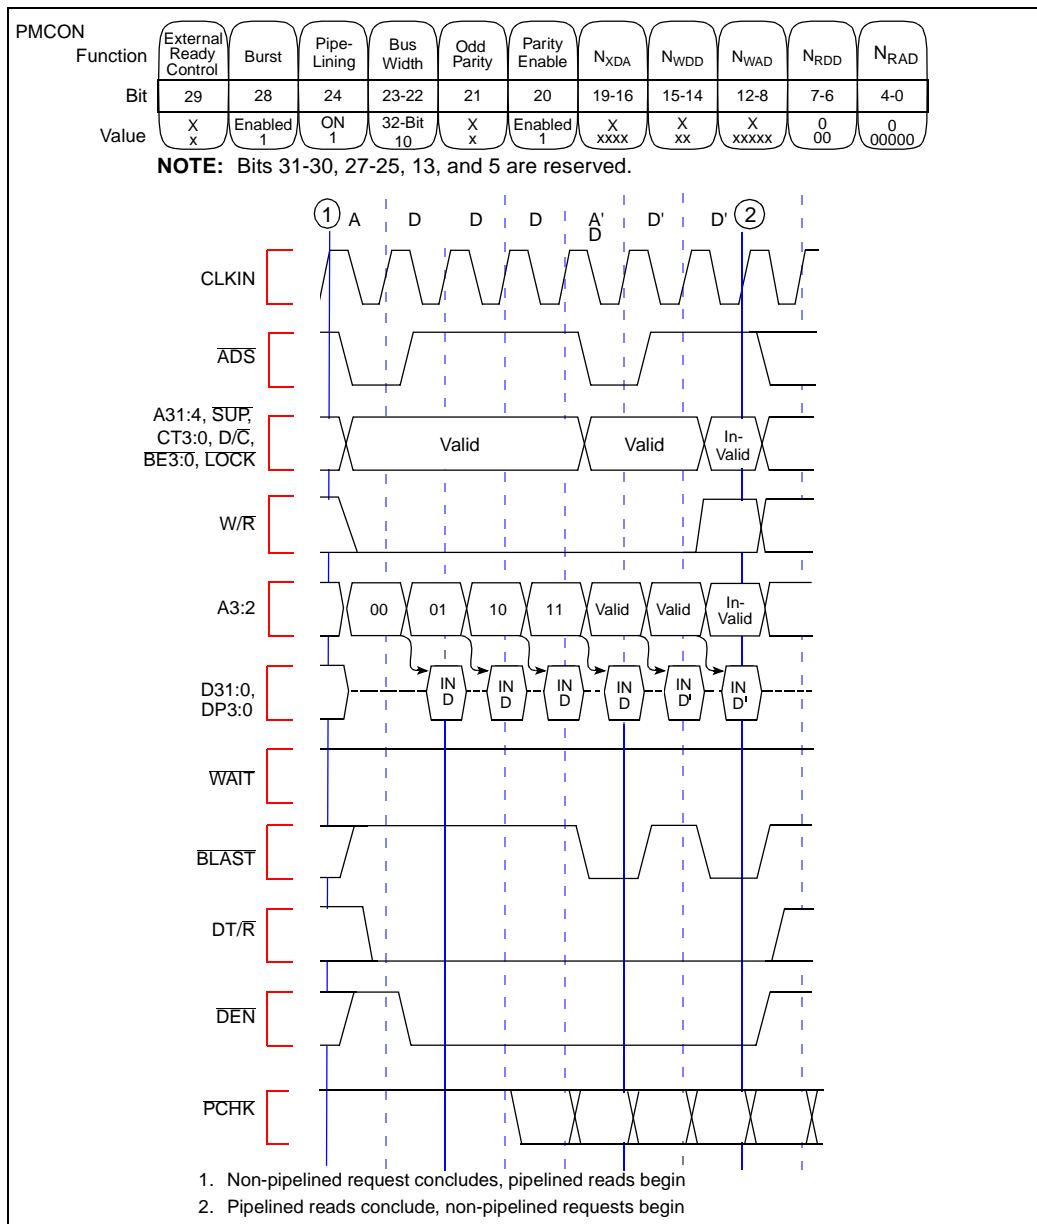 PMCON
Function
External Ready Control
Burst
Pipe-Lining
Bus Width
Odd Parity
Parity Enable
NXDA
NWDD
NWAD
NRDD
NRAD
Bit
29
28
24
23-22
21
20
19-16
15-14
12-8
7-6
4-0
Value
X
x
Enabled
1
ON
1
32-Bit
10
X
x
Enabled
1
X
xxxx
X
xx
X
xxxxx
0
00
0
00000
NOTE: Bits 31-30, 27-25, 13, and 5 are reserved.
1 A D D D A' D' D' 2
D
CLKIN
ADS
A31:4, SUP,
CT3:0, D/C,
BE3:0, LOCK
Valid
Valid
In-
Valid
W/R
A3:2
00
01
10
11
Valid
Valid
In-
Valid
D31:0,
DP3:0
IN
D
IN
D
IN
D
IN
D
IN
D'
IN
D'
WAIT
BLAST
DT/R
DEN
PCHK
1. Non-pipelined request concludes, pipelined reads begin
2. Pipelined reads conclude, non-pipelined requests begin